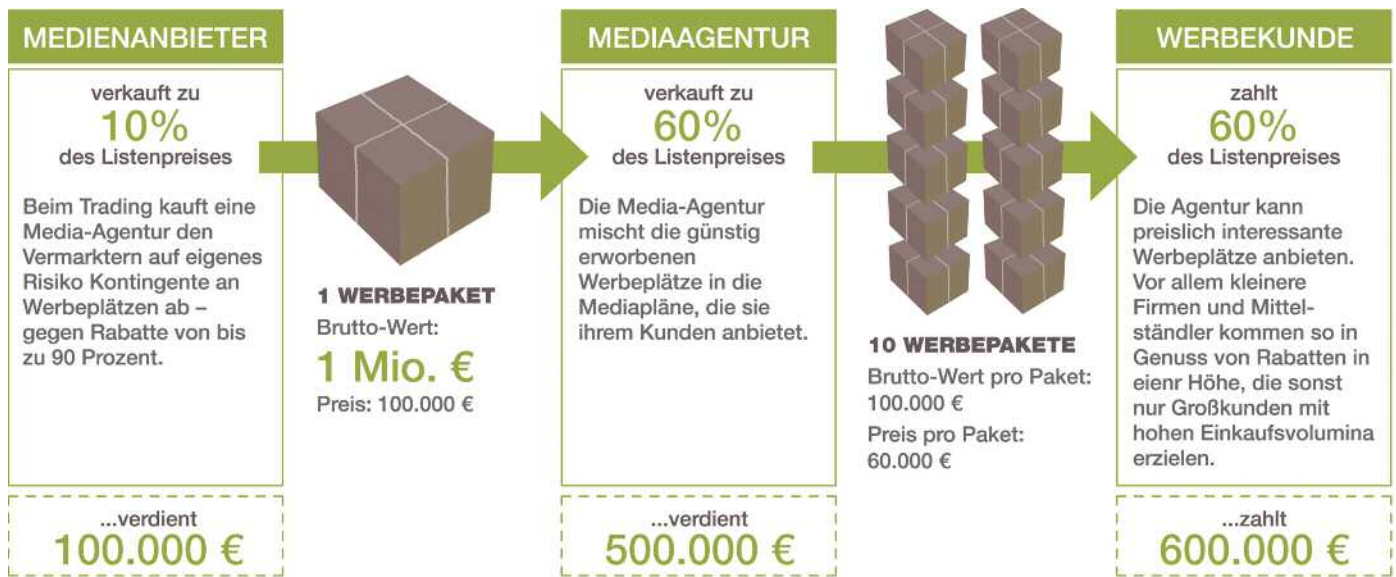 MEDIENANBIETER
verkauft zu
10%
des Listenpreises
Beim Trading kauft eine
Media-Agentur den
Vermarktern auf eigenes
Risiko Kontingente an
Werbeplätzen ab –
gegen Rabatte von bis
zu 90 Prozent.
...verdient
100.000 €
1 WERBEPAKET
Brutto-Wert:
1 Mio. €
Preis: 100.000 €
MEDIAAGENTUR
verkauft zu
60%
des Listenpreises
Die Media-Agentur
mischt die günstig
erworbenen
Werbeplätze in die
Mediapläne, die sie
ihrem Kunden anbietet.
...verdient
500.000 €
10 WERBEPAKETE
Brutto-Wert pro Paket:
100.000 €
Preis pro Paket:
60.000 €
WERBEKUNDE
zahlt
60%
des Listenpreises
Die Agentur kann
preislich interessante
Werbeplätze anbieten.
Vor allem kleinere
Firmen und Mittel-
ständler kommen so in
Genuss von Rabatten in
eienr Höhe, die sonst
nur Großkunden mit
hohen Einkaufsvolumina
erzielen.
...zahlt
600.000 €